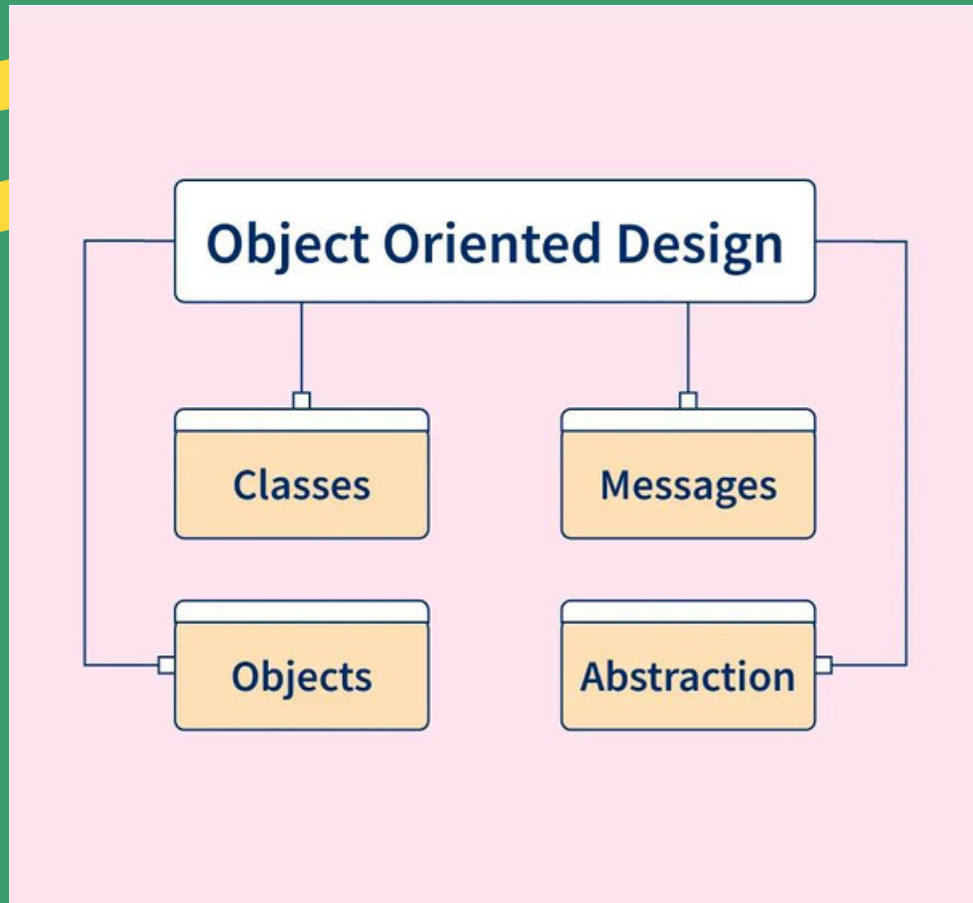 Object Oriented Design
Classes
Messages
Objects
Abstraction